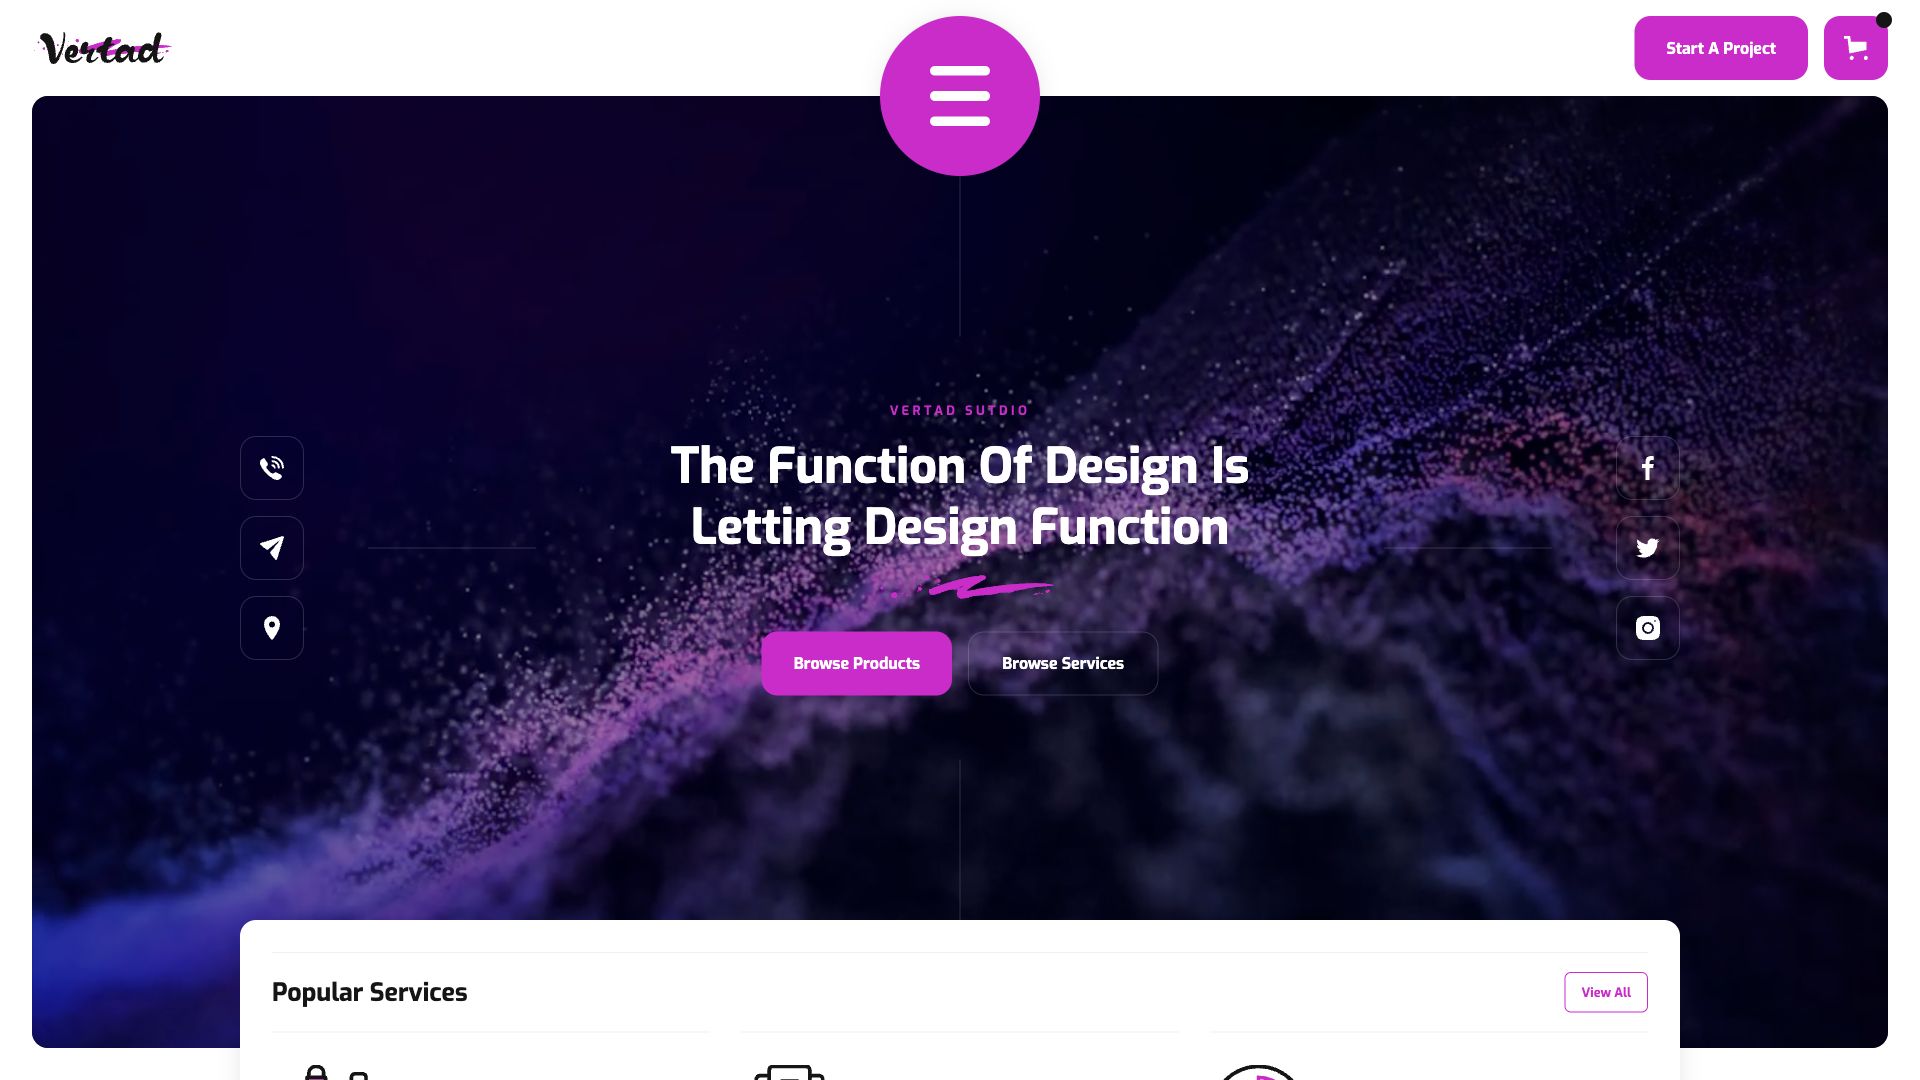 Vertad
Start A Project
VERTAD SUTDIO
The Function Of Design Is
Letting Design Function
Browse Products
Browse Services
Popular Services
View All